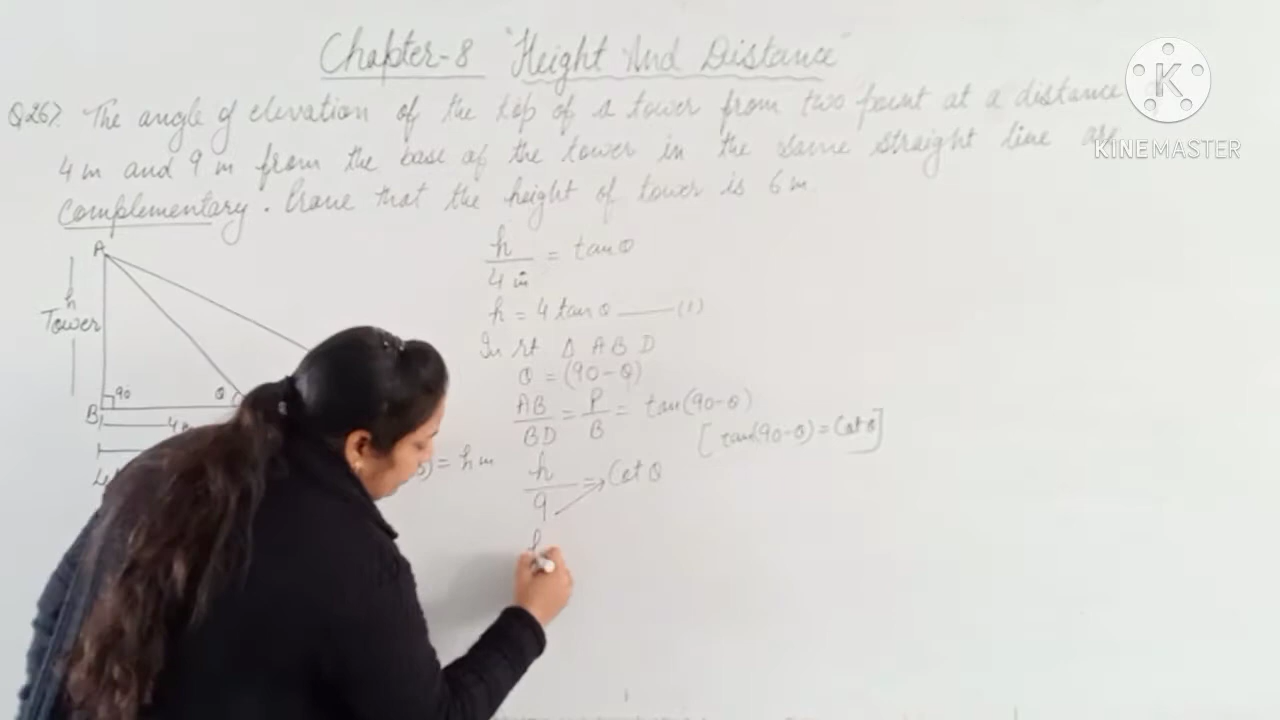 Chapter-8 "Height And Distance"
Q26). The angle of elevation of the top of a tower from two point at a distance
4 m and 9 m from the base of the tower in the same straight line are
complementary. Prove that the height of tower is 6 m.
A
h
Tower
90
θ
B
h/4 m = tan θ
h = 4 tan θ —— (1)
In rt Δ A B D
θ = (90-θ)
AB/BD = P/B = tan(90-θ)
[tan(90-θ) = Cot θ]
h/9 = Cot θ
= h m
h
K
KINEMASTER